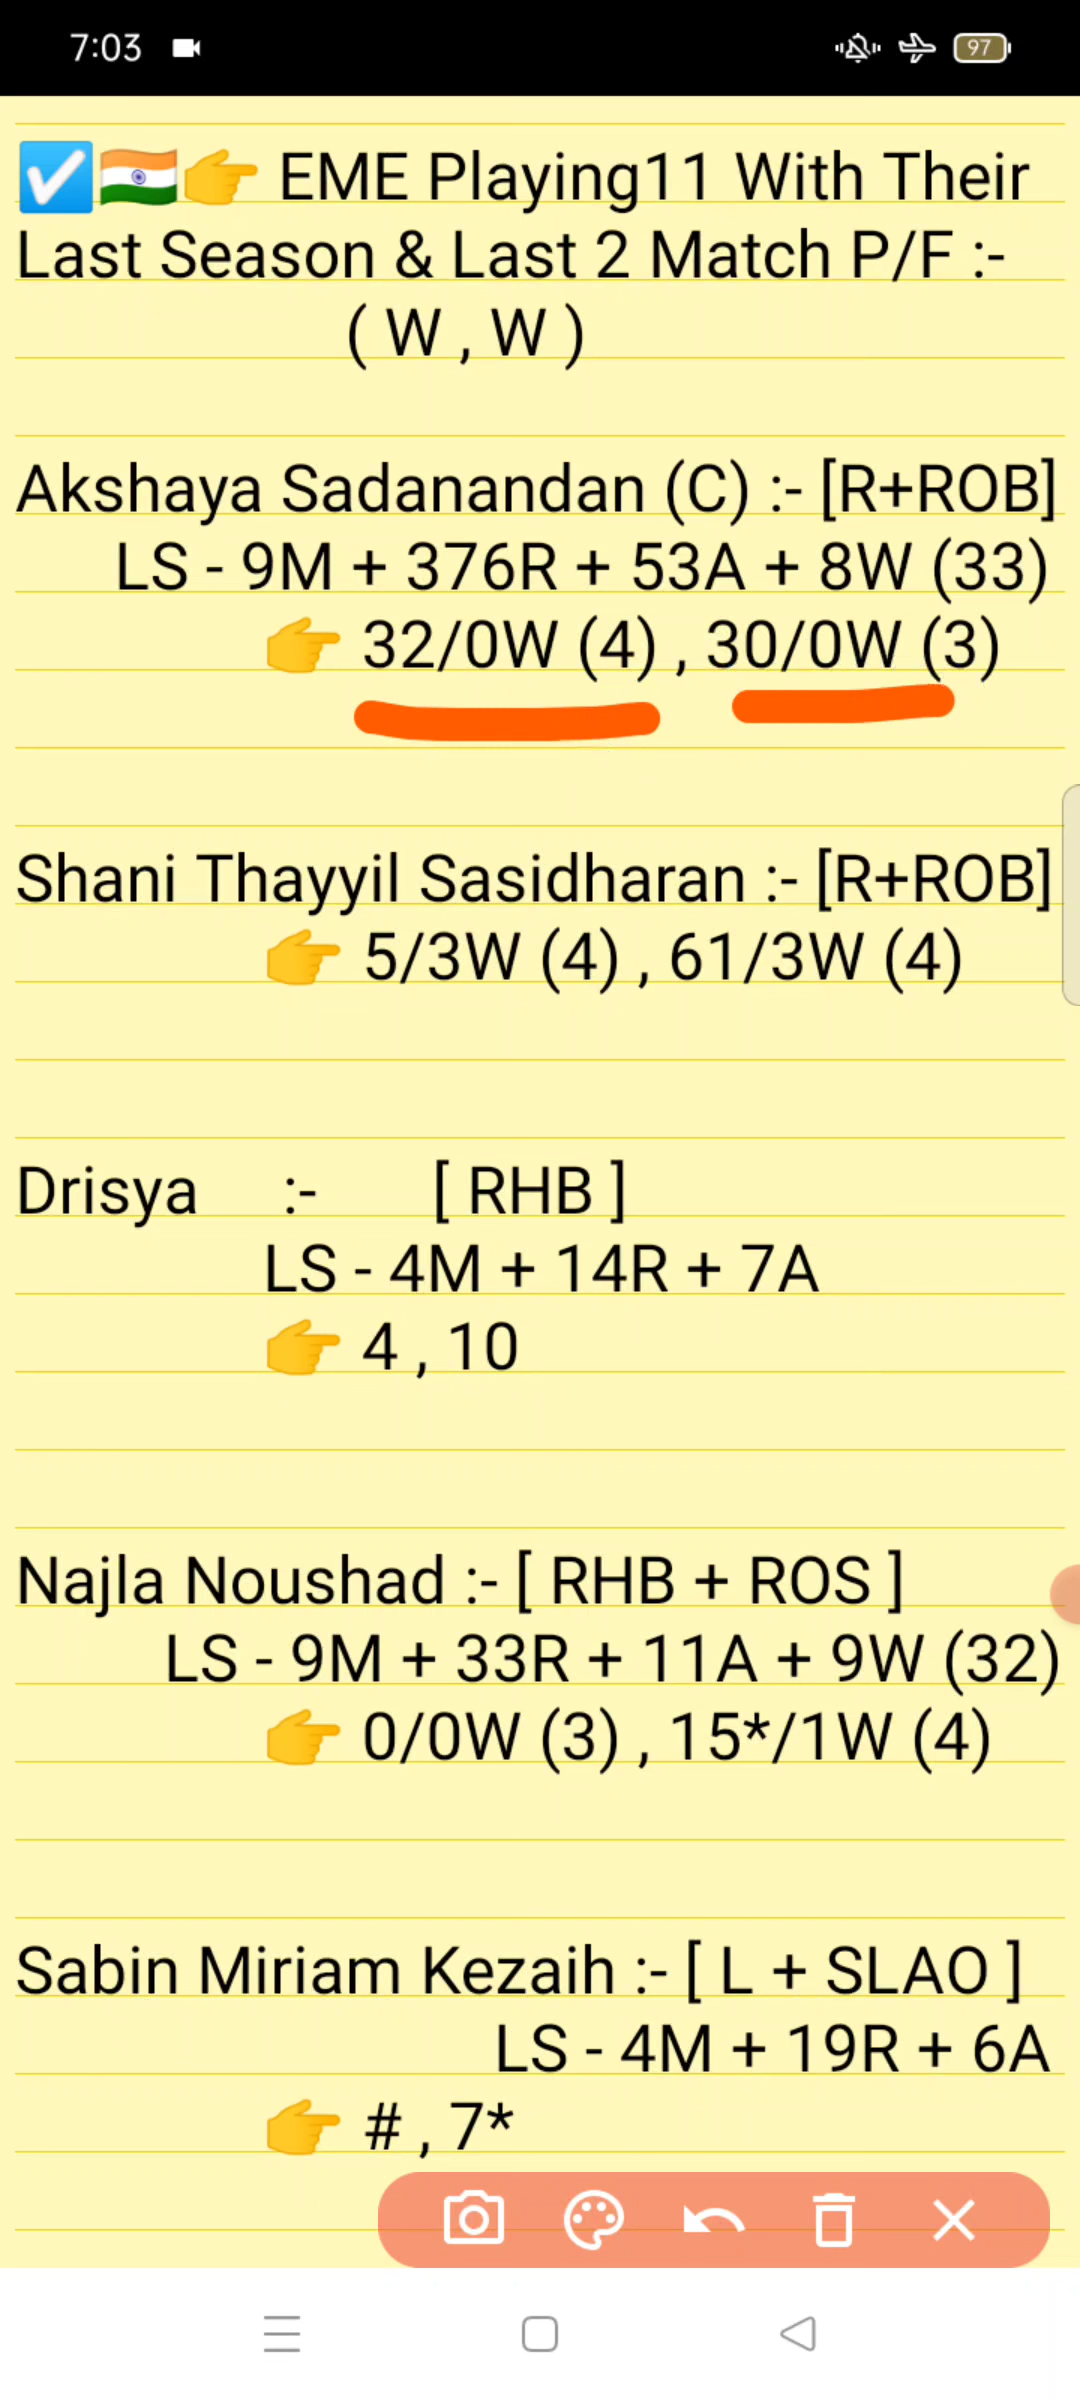 7:03
97
☑️🇮🇳👉 EME Playing11 With Their
Last Season & Last 2 Match P/F :-
( W , W )
Akshaya Sadanandan (C) :- [R+ROB]
LS - 9M + 376R + 53A + 8W (33)
👉 32/0W (4) , 30/0W (3)
Shani Thayyil Sasidharan :- [R+ROB]
👉 5/3W (4) , 61/3W (4)
Drisya :- [ RHB ]
LS - 4M + 14R + 7A
👉 4 , 10
Najla Noushad :- [ RHB + ROS ]
LS - 9M + 33R + 11A + 9W (32)
👉 0/0W (3) , 15*/1W (4)
Sabin Miriam Kezaih :- [ L + SLAO ]
LS - 4M + 19R + 6A
👉 # , 7*